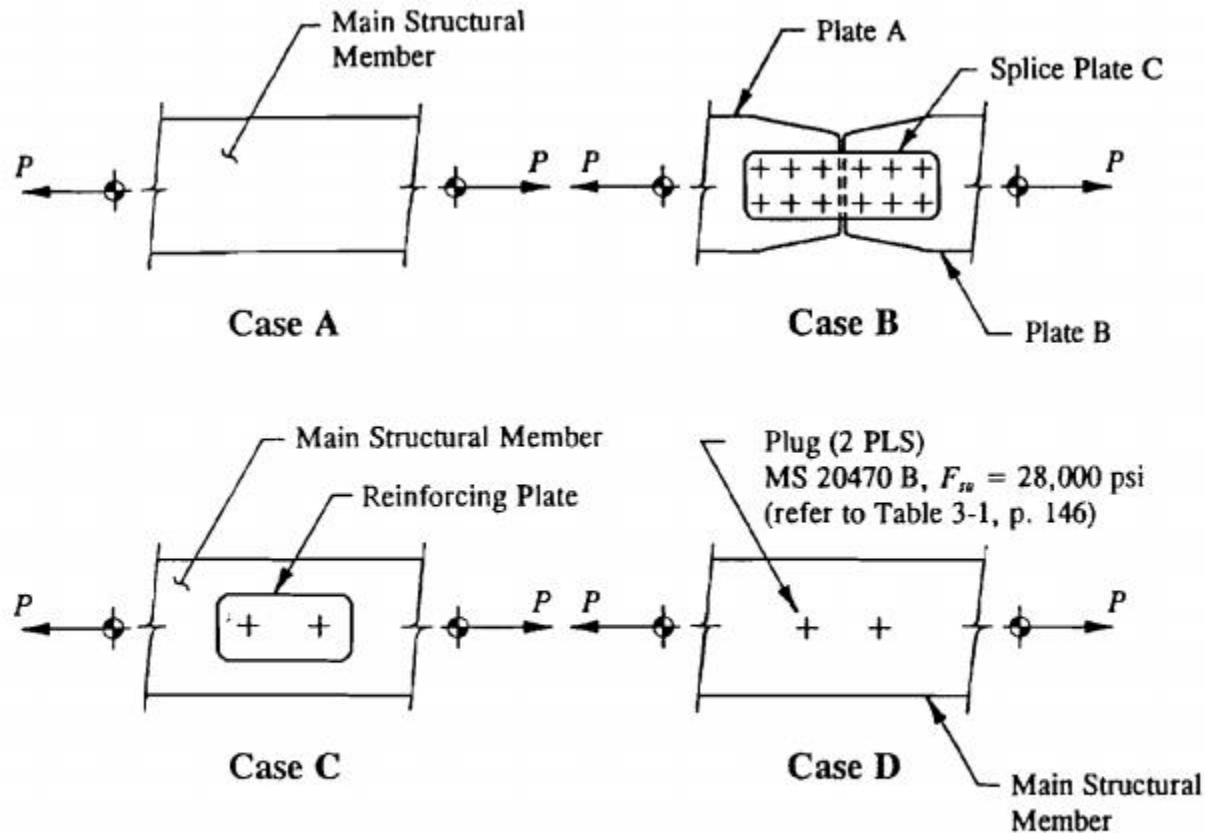 Main Structural
Member
Plate A
Splice Plate C
P
P
P
P
Case A
Case B
Plate B
Main Structural Member
Reinforcing Plate
Plug (2 PLS)
MS 20470 B, Fsu = 28,000 psi
(refer to Table 3-1, p. 146)
P
P
P
P
Case C
Case D
Main Structural
Member